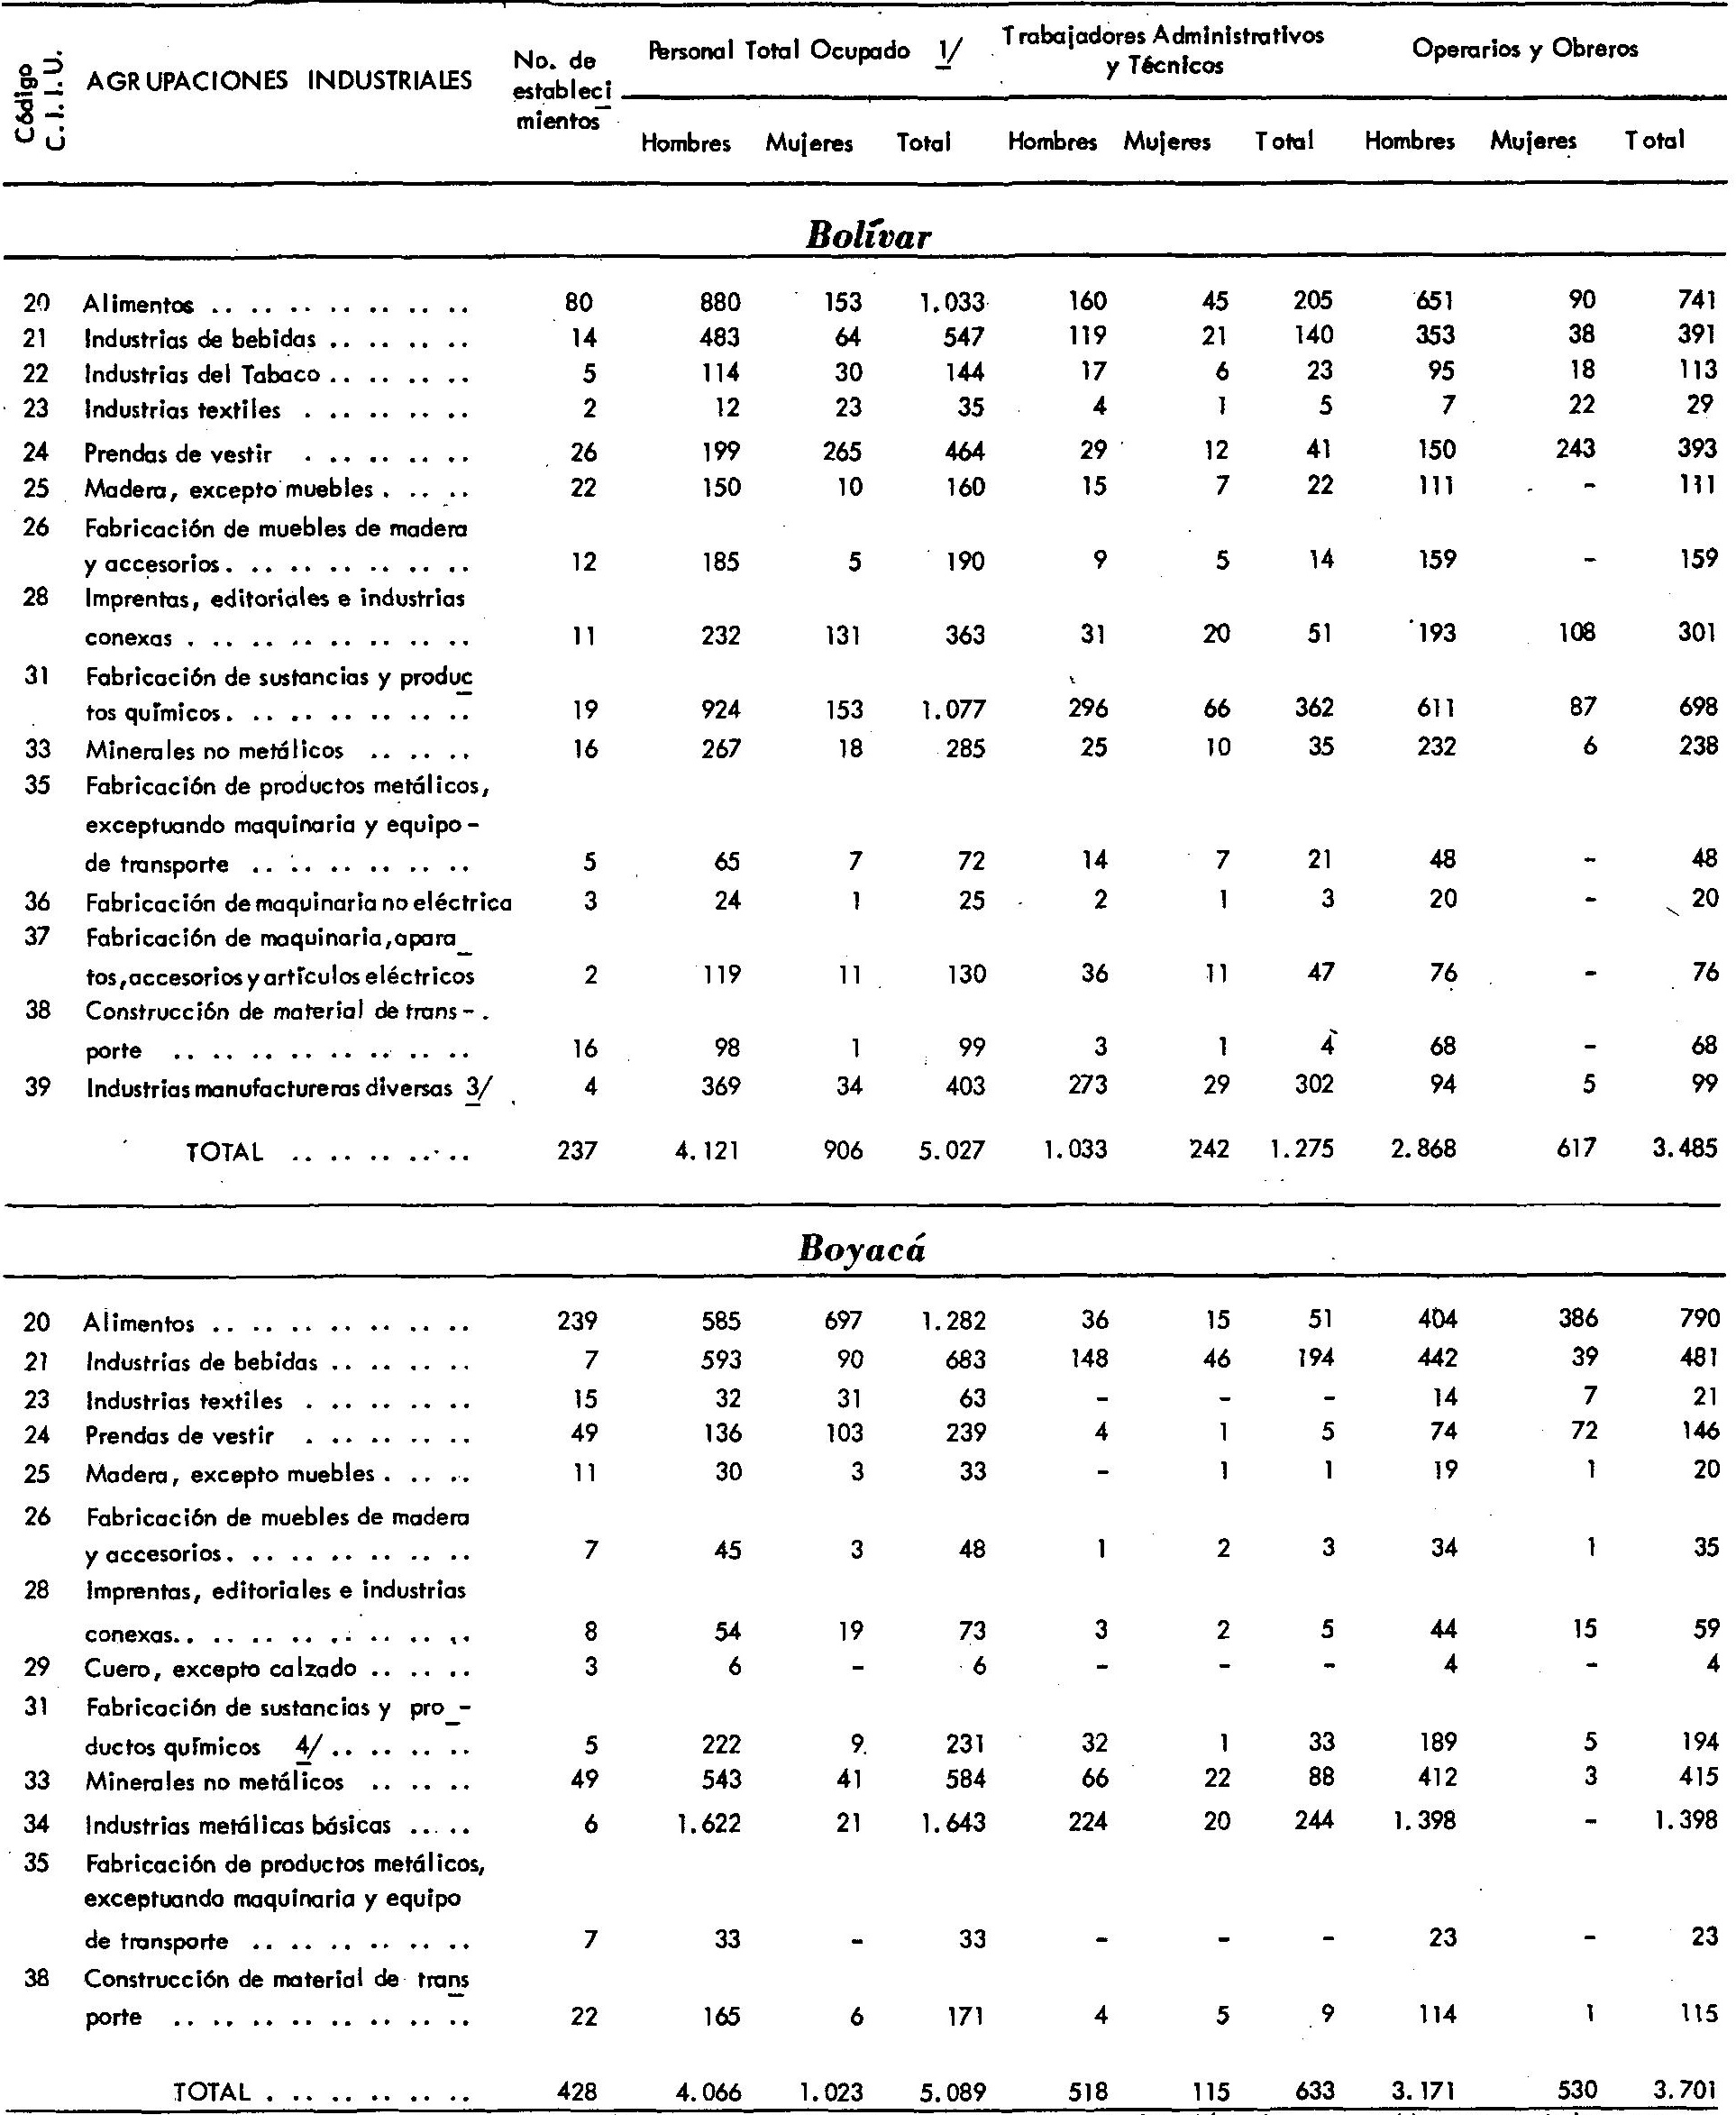 Código C.I.I.U. AGRUPACIONES INDUSTRIALES No. de estableci mientos Personal Total Ocupado 1/ Trabajadores Administrativos y Técnicos Operarios y Obreros
Hombres Mujeres Total Hombres Mujeres Total Hombres Mujeres Total
Bolívar
20 Alimentos .. .. .. .. .. .. .. 80 880 153 1.033 160 45 205 651 90 741
21 Industrias de bebidas .. .. .. .. 14 483 64 547 119 21 140 353 38 391
22 Industrias del Tabaco .. .. .. .. 5 114 30 144 17 6 23 95 18 113
23 Industrias textiles . .. .. .. .. 2 12 23 35 4 1 5 7 22 29
24 Prendas de vestir . .. .. .. .. 26 199 265 464 29 12 41 150 243 393
25 Madera, excepto muebles . .. .. 22 150 10 160 15 7 22 111 - 111
26 Fabricación de muebles de madera
y accesorios. .. .. .. .. .. .. 12 185 5 190 9 5 14 159 - 159
28 Imprentas, editoriales e industrias
conexas . .. .. .. .. .. .. .. 11 232 131 363 31 20 51 193 108 301
31 Fabricación de sustancias y produc
tos químicos. .. .. .. .. .. .. 19 924 153 1.077 296 66 362 611 87 698
33 Minerales no metálicos .. .. .. 16 267 18 285 25 10 35 232 6 238
35 Fabricación de productos metálicos,
exceptuando maquinaria y equipo -
de transporte .. .. .. .. .. .. 5 65 7 72 14 7 21 48 - 48
36 Fabricación de maquinaria no eléctrica 3 24 1 25 2 1 3 20 - 20
37 Fabricación de maquinaria, apara_
tos, accesorios y artículos eléctricos 2 119 11 130 36 11 47 76 - 76
38 Construcción de material de trans -
porte .. .. .. .. .. .. .. .. 16 98 1 99 3 1 4 68 - 68
39 Industrias manufactureras diversas 3/ 4 369 34 403 273 29 302 94 5 99
TOTAL .. .. .. .. .. 237 4.121 906 5.027 1.033 242 1.275 2.868 617 3.485
Boyacá
20 Alimentos .. .. .. .. .. .. .. 239 585 697 1.282 36 15 51 404 386 790
21 Industrias de bebidas .. .. .. .. 7 593 90 683 148 46 194 442 39 481
23 Industrias textiles . .. .. .. .. 15 32 31 63 - - - 14 7 21
24 Prendas de vestir . .. .. .. .. 49 136 103 239 4 1 5 74 72 146
25 Madera, excepto muebles . .. .. 11 30 3 33 - 1 1 19 1 20
26 Fabricación de muebles de madera
y accesorios. .. .. .. .. .. .. 7 45 3 48 1 2 3 34 1 35
28 Imprentas, editoriales e industrias
conexas.. .. .. .. .. .. .. .. 8 54 19 73 3 2 5 44 15 59
29 Cuero, excepto calzado .. .. .. 3 6 - 6 - - - 4 - 4
31 Fabricación de sustancias y pro_-
ductos químicos 4/ .. .. .. .. 5 222 9 231 32 1 33 189 5 194
33 Minerales no metálicos .. .. .. 49 543 41 584 66 22 88 412 3 415
34 Industrias metálicas básicas .. .. 6 1.622 21 1.643 224 20 244 1.398 - 1.398
35 Fabricación de productos metálicos,
exceptuando maquinaria y equipo
de transporte .. .. .. .. .. .. 7 33 - 33 - - - 23 - 23
38 Construcción de material de trans
porte .. .. .. .. .. .. .. .. 22 165 6 171 4 5 9 114 1 115
TOTAL . .. .. .. .. .. 428 4.066 1.023 5.089 518 115 633 3.171 530 3.701